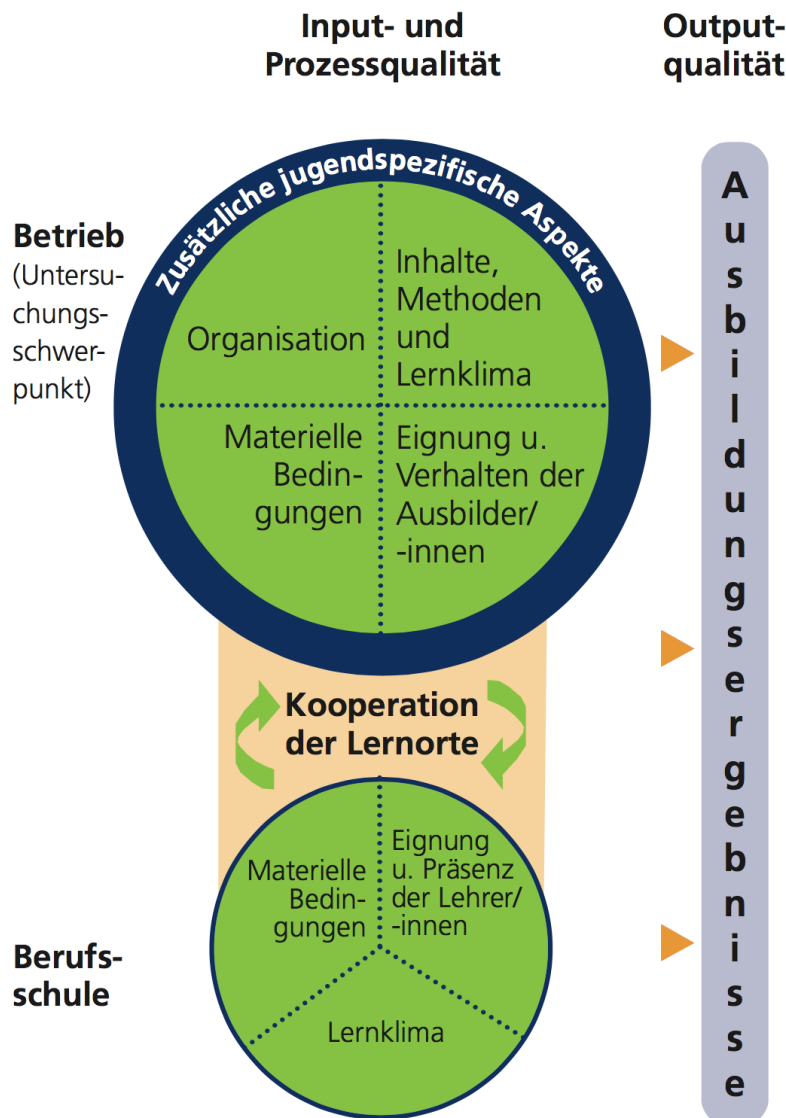 Input- und
Prozessqualität
Output-
qualität
Zusätzliche jugendspezifische Aspekte
Betrieb
(Untersu-
chungs-
schwer-
punkt)
Organisation
Inhalte,
Methoden
und
Lernklima
Materielle
Bedin-
gungen
Eignung u.
Verhalten der
Ausbilder/
-innen
Kooperation
der Lernorte
Materielle
Bedin-
gungen
Eignung
u. Präsenz
der Lehrer/
-innen
Lernklima
Berufs-
schule
Ausbildungsergebnisse